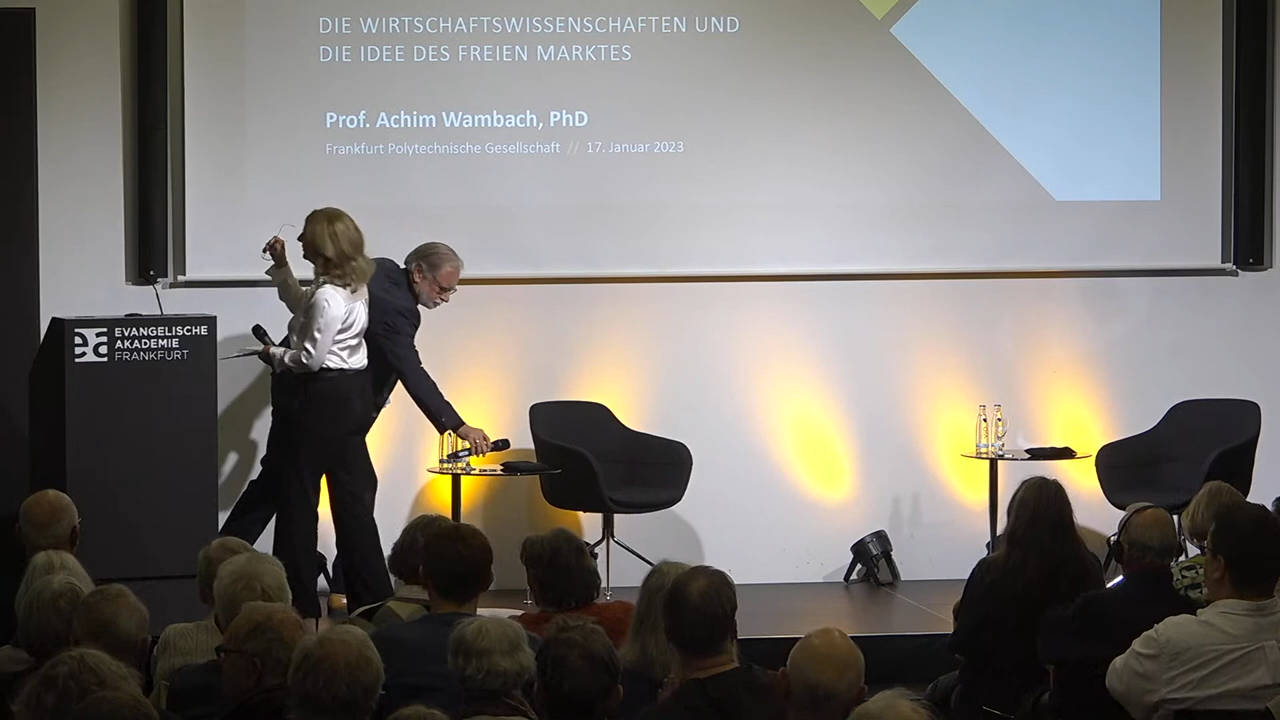 DIE WIRTSCHAFTSWISSENSCHAFTEN UND
DIE IDEE DES FREIEN MARKTES
Prof. Achim Wambach, PhD
Frankfurt Polytechnische Gesellschaft // 17. Januar 2023
ea EVANGELISCHE
AKADEMIE
FRANKFURT